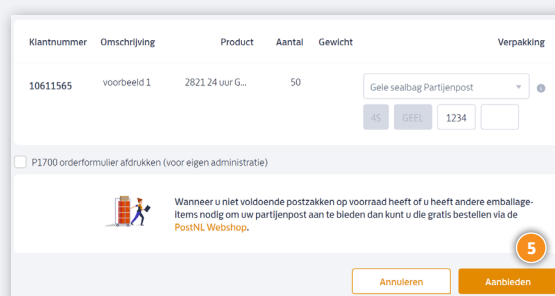 Klantnummer Omschrijving Product Aantal Gewicht Verpakking
10611565 voorbeeld 1 2821 24 uur G... 50 Gele sealbag Partijenpost
4S GEEL 1234
P1700 orderformulier afdrukken (voor eigen administratie)
Wanneer u niet voldoende postzakken op voorraad heeft of u heeft andere emballage-
items nodig om uw partijenpost aan te bieden dan kunt u die gratis bestellen via de
PostNL Webshop.
5
Annuleren Aanbieden